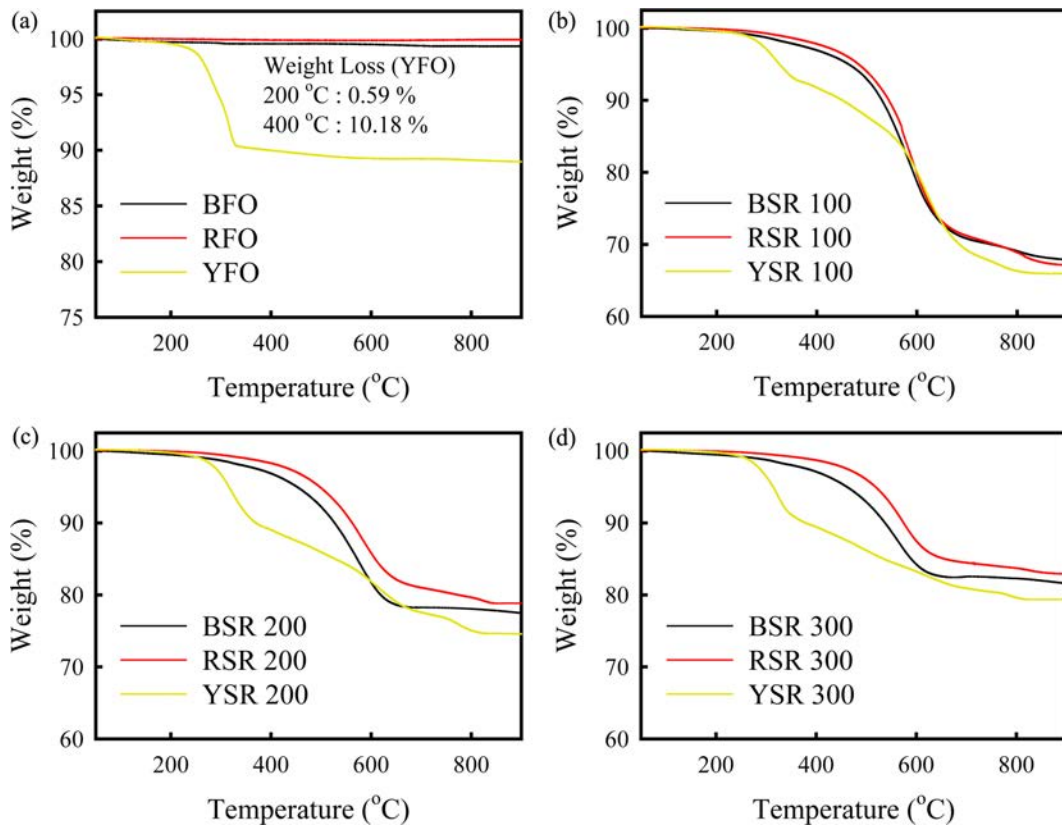 (a)
100
95
90
85
80
75
Weight (%)
Weight Loss (YFO)
200 °C : 0.59 %
400 °C : 10.18 %
BFO
RFO
YFO
200 400 600 800
Temperature (°C)
(b)
100
90
80
70
60
Weight (%)
BSR 100
RSR 100
YSR 100
200 400 600 800
Temperature (°C)
(c)
100
90
80
70
60
Weight (%)
BSR 200
RSR 200
YSR 200
200 400 600 800
Temperature (°C)
(d)
100
90
80
70
60
Weight (%)
BSR 300
RSR 300
YSR 300
200 400 600 800
Temperature (°C)